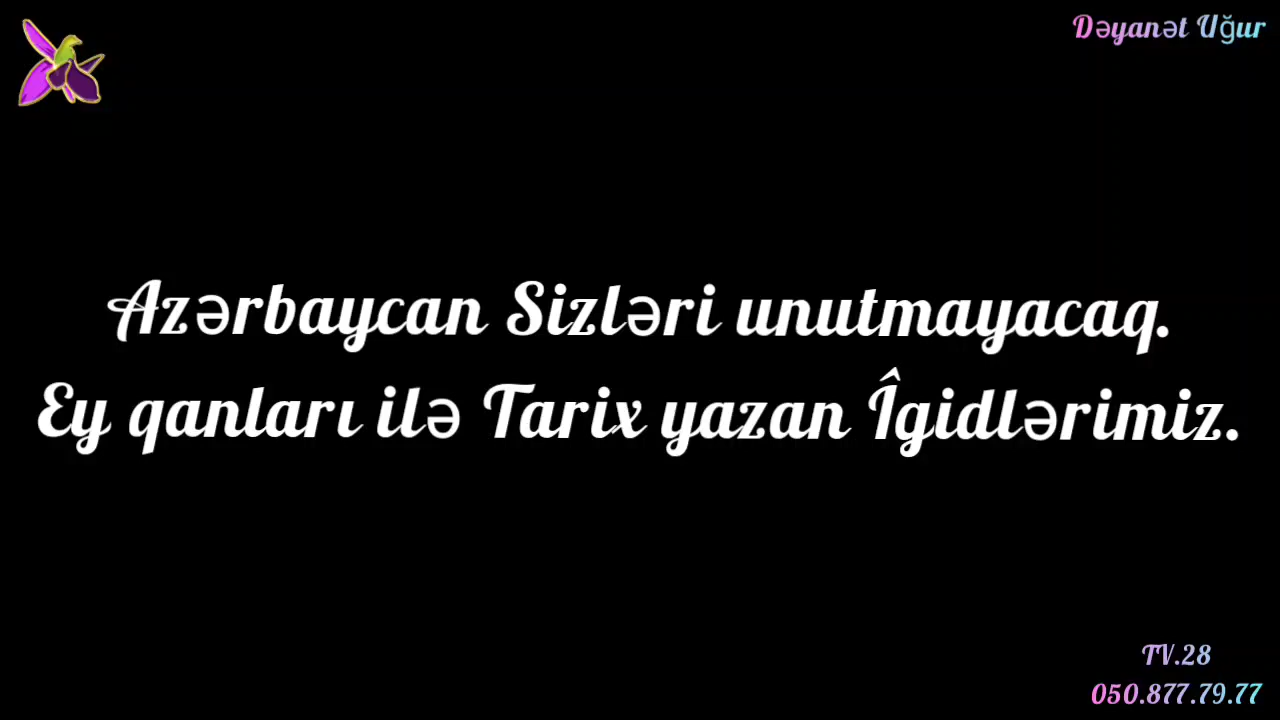 Dəyanət Uğur
Azərbaycan Sizləri unutmayacaq.
Ey qanları ilə Tarix yazan Îgidlərimiz.
TV.28
050.877.79.77